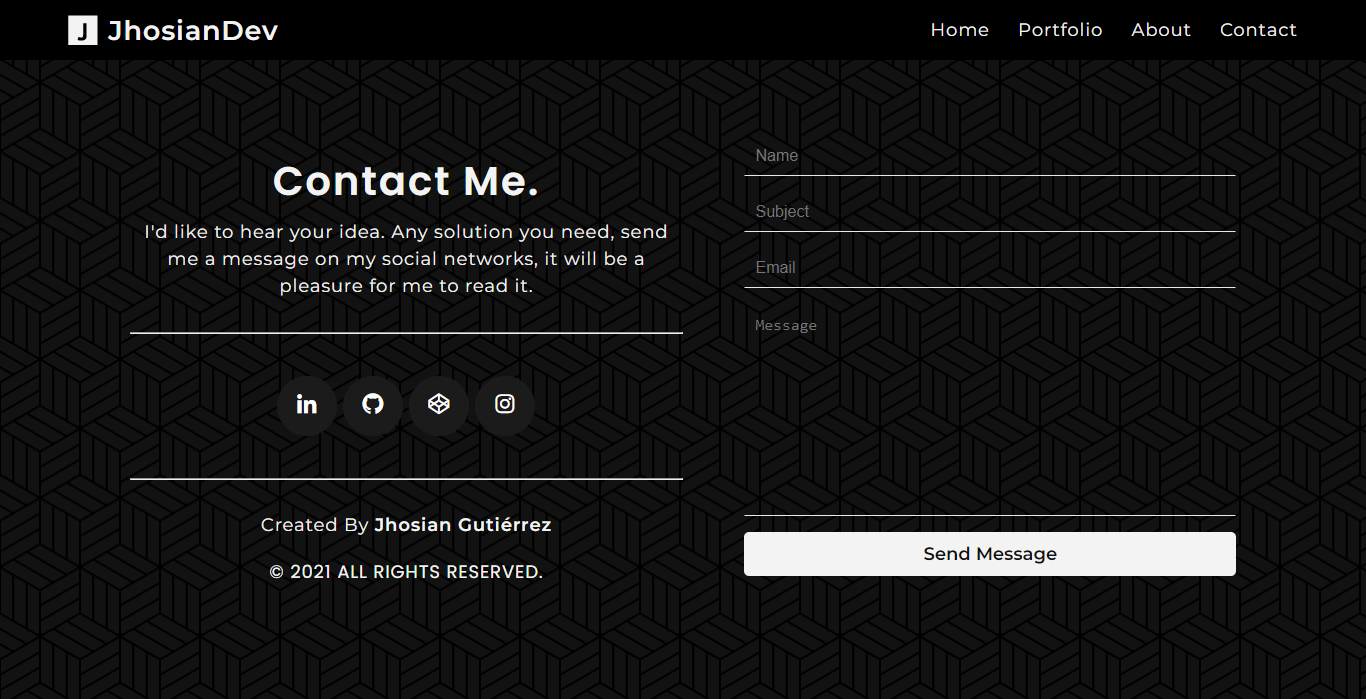 J JhosianDev
Home Portfolio About Contact
Contact Me.
I'd like to hear your idea. Any solution you need, send
me a message on my social networks, it will be a
pleasure for me to read it.
in
Created By Jhosian Gutiérrez
© 2021 ALL RIGHTS RESERVED.
Name
Subject
Email
Message
Send Message